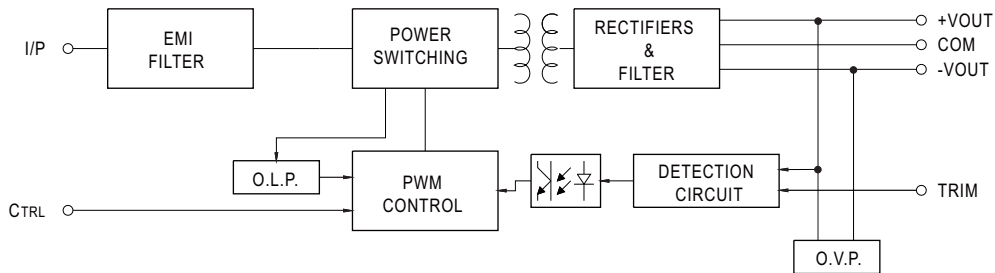 I/P
EMI
FILTER
POWER
SWITCHING
RECTIFIERS
&
FILTER
+VOUT
COM
-VOUT
O.L.P.
PWM
CONTROL
DETECTION
CIRCUIT
TRIM
CTRL
O.V.P.